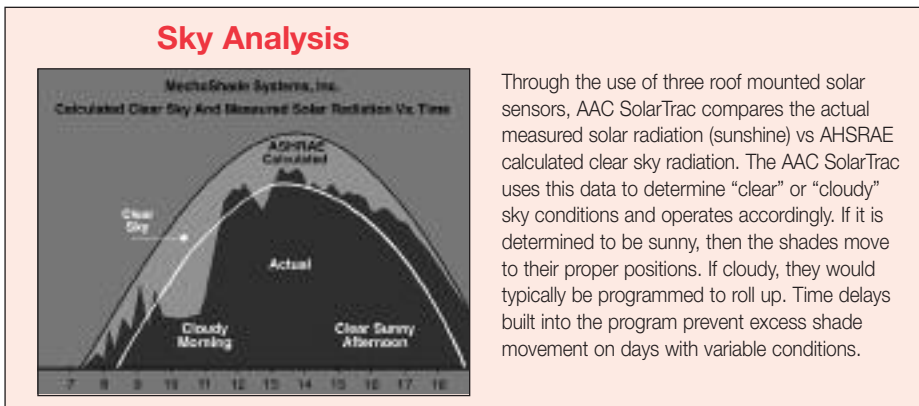 Sky Analysis
MechoShade Systems, Inc.
Calculated Clear Sky And Measured Solar Radiation Vs. Time
ASHRAE
Calculated
Clear
Sky
Actual
Cloudy
Morning
Clear Sunny
Afternoon
7 8 9 10 11 12 13 14 15 16 17 18
Through the use of three roof mounted solar
sensors, AAC SolarTrac compares the actual
measured solar radiation (sunshine) vs AHSRAE
calculated clear sky radiation. The AAC SolarTrac
uses this data to determine “clear” or “cloudy”
sky conditions and operates accordingly. If it is
determined to be sunny, then the shades move
to their proper positions. If cloudy, they would
typically be programmed to roll up. Time delays
built into the program prevent excess shade
movement on days with variable conditions.